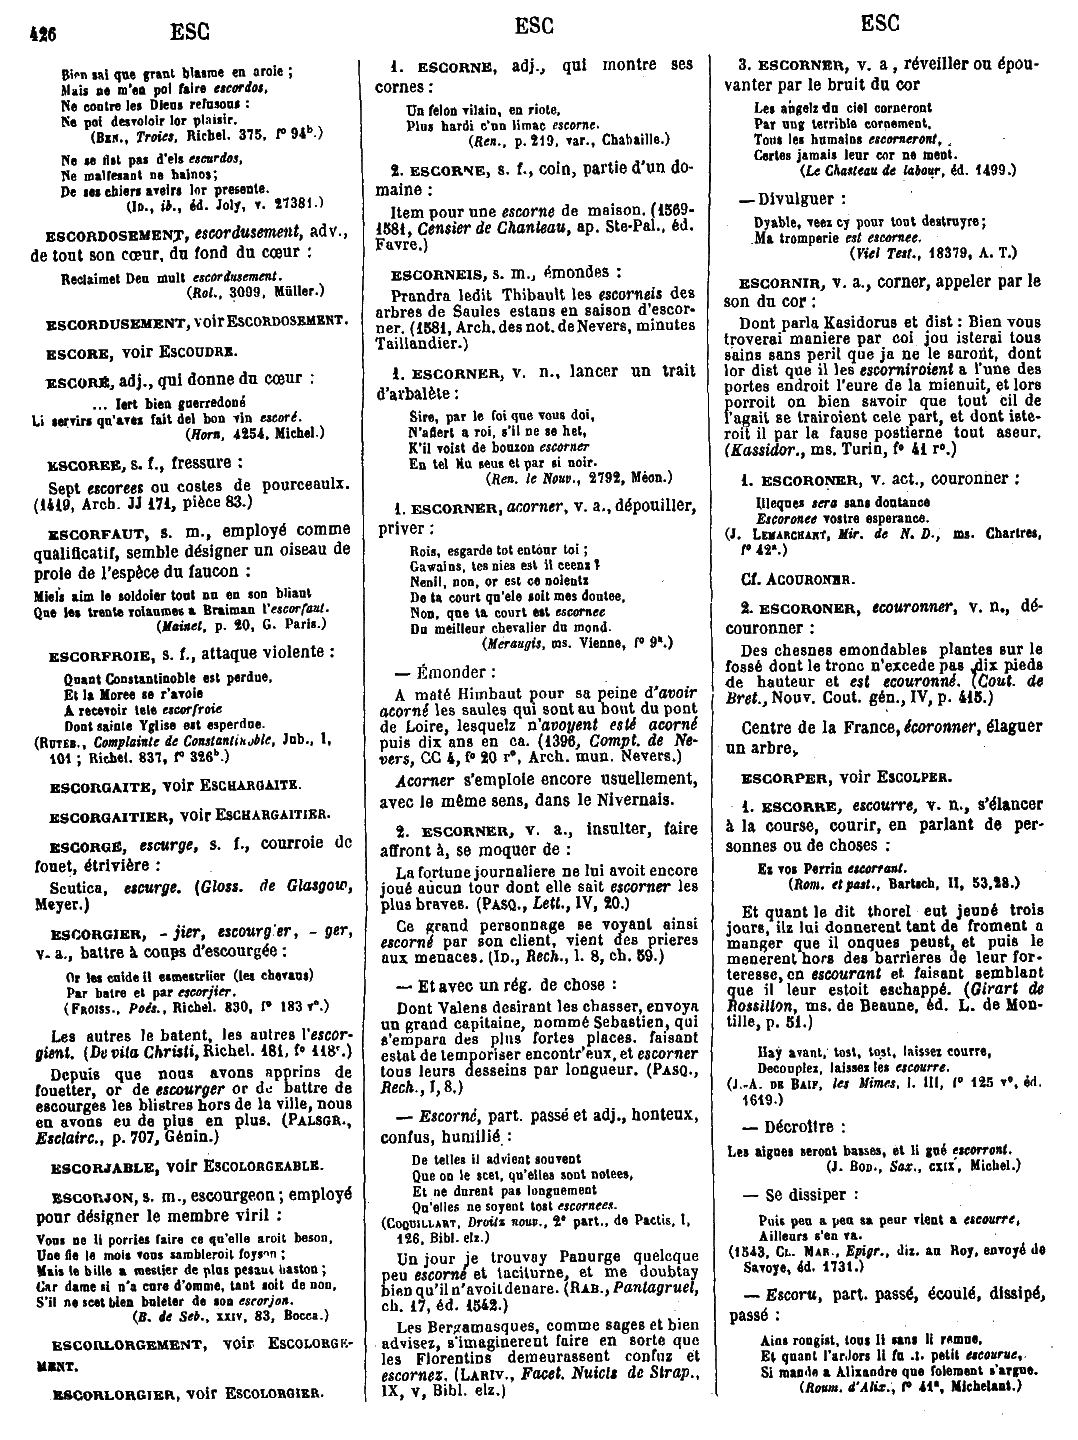 426 ESC ESC ESC
Bien sai que grant blasme en aroie ;
Mais ne m'en pol faire escordos,
Ne contre les Dieus refusous :
Ne pot desvoloir lor plaisir.
(BEN., Troies, Richel. 375, f° 94b.)
Ne se fist pas d'els escurdos,
Ne malfesant ne hainos;
De ses chiers aveirs lor presente.
(ID., ib., éd. Joly, v. 27381.)
ESCORDOSEMENT, escordusement, adv.,
de tout son cœur, du fond du cœur :
Reclaimet Deu mult escordusement.
(Rol., 3099, Müller.)
ESCORDUSEMENT, voir ESCORDOSEMENT.
ESCORE, voir ESCOUDRE.
ESCORÉ, adj., qui donne du cœur :
... Iert bien guerredoné
Li servirs qu'aves fait del bon vin escoré.
(Horn, 4254, Michel.)
ESCOREE, s. f., fressure :
Sept escorees ou costes de pourceaulx.
(1419, Arch. JJ 171, pièce 83.)
ESCORFAUT, s. m., employé comme
qualificatif, semble désigner un oiseau de
proie de l'espèce du faucon :
Miels aim le soldoier tout nu en son bliant
Que les trente roiaumes a Braiman l'escorfaut.
(Mainet, p. 20, G. Paris.)
ESCORFROIE, s. f., attaque violente :
Quant Constantinoble est perdue,
Et la Moree se r'avoie
A recevoir tele escorfroie
Dont sainte Yglise est esperdue.
(RUTEB., Complainte de Constantinoble, Jub., I,
101 ; Richel. 837, f° 326b.)
ESCORGAITE, voir ESCHARGAITE.
ESCORGAITIER, voir ESCHARGAITIER.
ESCORGE, escurge, s. f., courroie de
fouet, étrivière :
Scutica, escurge. (Gloss. de Glasgow,
Meyer.)
ESCORGIER, - jier, escourgier, - ger,
v. a., battre à coups d'escourgée :
Or les cuide il esmestriier (les chevaus)
Par batre et par escorjier.
(FROISS., Poés., Richel. 830, f° 183 v°.)
Les autres le batent, les autres l'escor-
gient. (De vita Christi, Richel. 181, f° 118c.)
Depuis que nous avons apprins de
fouetter, or de escourger or de battre de
escourges les blistres hors de la ville, nous
en avons eu de plus en plus. (PALSGR.,
Esclairc., p. 707, Génin.)
ESCORJABLE, voir ESCOLORGEABLE.
ESCORJON, s. m., escourgeon ; employé
pour désigner le membre viril :
Vous ne li porries faire ce qu'elle aroit beson,
Une fie le mois vous sambleroit foyson ;
Mais le bille a mestier de plus pesant baston ;
Car dame si n'a cure d'omme, tant soit de non,
S'il ne scet bien buleter de son escorjon.
(B. de Seb., XXIV, 83, Bocca.)
ESCORLORGEMENT, voir ESCOLORGE-
MENT.
ESCORLORGIER, voir ESCOLORGIER.
1. ESCORNE, adj., qui montre ses
cornes :
Un felon vilain, en riote,
Plus hardi c'un limac escorne.
(Ren., p. 219, var., Chabaille.)
2. ESCORNE, s. f., coin, partie d'un do-
maine :
Item pour une escorne de maison. (1569-
1581, Censier de Chanteau, ap. Ste-Pal., éd.
Favre.)
ESCORNEIS, s. m., émondes :
Prandra ledit Thibault les escorneis des
arbres de Saules estans en saison d'escor-
ner. (1581, Arch. des not. de Nevers, minutes
Taillandier.)
1. ESCORNER, v. n., lancer un trait
d'arbalète :
Sire, par le foi que vous doi,
N'afiert a roi, s'il ne se het,
K'il voist de bouzon escorner
En tel liu seus et par si noir.
(Ren. le Nouv., 2792, Méon.)
1. ESCORNER, acorner, v. a., dépouiller,
priver :
Rois, esgarde tot entour toi ;
Gawains, tes nies est il ceenz ?
Nenil, non, or est ce noientz
De ta court qu'ele soit mes doutee,
Non, que ta court est escornee
Du meilleur chevalier du mond.
(Meraugis, ms. Vienne, f° 9a.)
— Émonder :
A maté Himbaut pour sa peine d'avoir
acorné les saules qui sont au bout du pont
de Loire, lesquelz n'avoyent esté acorné
puis dix ans en ca. (1396, Compt. de Ne-
vers, CC 4, f° 20 r°, Arch. mun. Nevers.)
Acorner s'emploie encore usuellement,
avec le même sens, dans le Nivernais.
2. ESCORNER, v. a., insulter, faire
affront à, se moquer de :
La fortune journaliere ne lui avoit encore
joué aucun tour dont elle sait escorner les
plus braves. (PASQ., Lett., IV, 20.)
Ce grand personnage se voyant ainsi
escorné par son client, vient des prieres
aux menaces. (ID., Rech., l. 8, ch. 59.)
— Et avec un rég. de chose :
Dont Valens desirant les chasser, envoya
un grand capitaine, nommé Sebastien, qui
s'empara des plus fortes places. faisant
estat de temporiser encontr'eux, et escorner
tous leurs desseins par longueur. (PASQ.,
Rech., I, 8.)
— Escorné, part. passé et adj., honteux,
confus, humilié :
De telles il advient souvent
Que on le scet, qu'elles sont notees,
Et ne durent pas longuement
Qu'elles ne soyent tost escornees.
(COQUILLART, Droitz nouv., 2e part., de Pactis, I,
126, Bibl. elz.)
Un jour je trouvay Panurge quelcque
peu escorné et taciturne, et me doubtay
bien qu'il n'avoit denare. (RAB., Pantagruel,
ch. 17, éd. 1542.)
Les Bergamasques, comme sages et bien
advisez, s'imaginerent faire en sorte que
les Florentins demeurassent confuz et
escornez. (LARIV., Facet. Nuicts de Strap.,
IX, v, Bibl. elz.)
3. ESCORNER, v. a , réveiller ou épou-
vanter par le bruit du cor
Les angelz du ciel corneront
Par ung terrible cornement,
Tous les humains escorneront,
Certes jamais leur cor ne ment.
(Le Chasteau de labour, éd. 1499.)
— Divulguer :
Dyable, veez cy pour tout destruyre ;
Ma tromperie est escornee.
(Viel Test., 18379, A. T.)
ESCORNIR, v. a., corner, appeler par le
son du cor :
Dont parla Kasidorus et dist : Bien vous
troverai maniere par coi jou isterai tous
sains sans peril que ja ne le saront, dont
lor dist que il les escorniroient a l'une des
portes endroit l'eure de la mienuit, et lors
porroit on bien savoir que tout cil de
l'agait se trairoient cele part, et dont iste-
roit il par la fause postierne tout aseur.
(Kassidor., ms. Turin, f° 41 r°.)
1. ESCORONER, v. act., couronner :
Illeques sera sans doutance
Escoronee vostre esperance.
(J. LEMARCHANT, Mir. de N. D., ms. Chartres,
f° 42a.)
Cf. ACOURONER.
2. ESCORONER, ecouronner, v. n., dé-
couronner :
Des chesnes emondables plantes sur le
fossé dont le tronc n'excede pas dix pieds
de hauteur et est ecouronné. (Cout. de
Bret., Nouv. Cout. gén., IV, p. 415.)
Centre de la France, écoronner, élaguer
un arbre,
ESCORPER, voir ESCOLPER.
1. ESCORRE, escourre, v. n., s'élancer
à la course, courir, en parlant de per-
sonnes ou de choses :
Es vos Perrin escorrant.
(Rom. et past., Bartsch, II, 53,28.)
Et quant le dit thorel eut jeuné trois
jours, ilz lui donnerent tant de froment a
manger que il onques peust, et puis le
menerent hors des barrieres de leur for-
teresse, en escourant et faisant semblant
que il leur estoit eschappé. (Girart de
Rossillon, ms. de Beaune, éd. L. de Mon-
tille, p. 51.)
Hay avant, tost, tost, laissez courre,
Decouplez, laissez les escourre.
(J.-A. DE BAIF, les Mimes, l. III, f° 125 v°, éd.
1619.)
— Décroître :
Les aigues seront basses, et li gué escorront.
(J. BOD., Sax., CXIX, Michel.)
— Se dissiper :
Puis peu a peu sa peur vient a escourre,
Ailleurs s'en va.
(1543, CL. MAR., Epigr., diz. au Roy, envoyé de
Savoye, éd. 1731.)
— Escoru, part. passé, écoulé, dissipé,
passé :
Ains rougist, tous li sans li remue,
Et quant l'ardors li fu .I. petit escourue,
Si mande a Alixandre que folement s'argue.
(Roum. d'Alix., f° 41a, Michelant.)